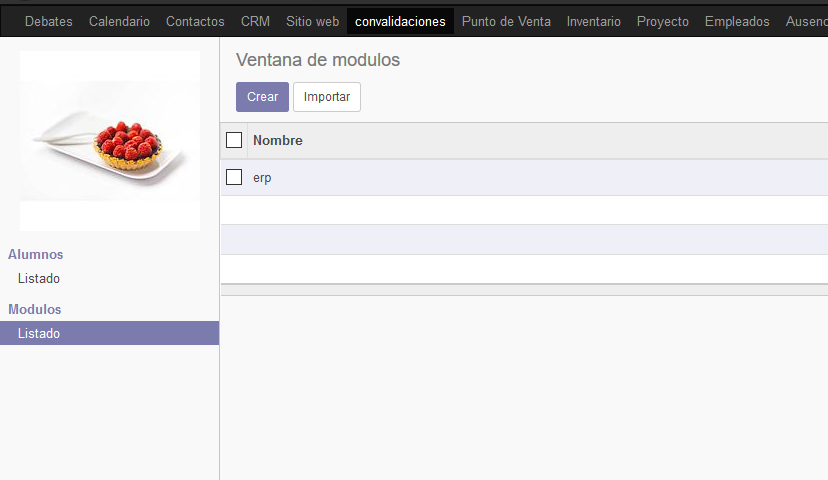 Debates Calendario Contactos CRM Sitio web convalidaciones Punto de Venta Inventario Proyecto Empleados Ausenc
Ventana de modulos
Crear Importar
Nombre
erp
Alumnos
Listado
Modulos
Listado